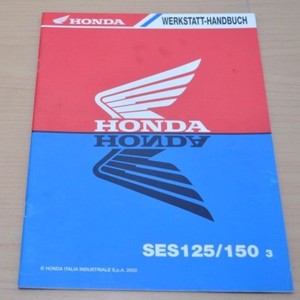 HONDA
WERKSTATT-HANDBUCH
HONDA
HONDA
SES125/150 3
© HONDA ITALIA INDUSTRIALE S.p.A. 2002